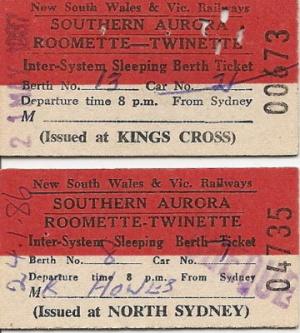 New South Wales & Vic. Railways
SOUTHERN AURORA
ROOMETTE—TWINETTE
Inter-System Sleeping Berth Ticket
Berth No. 13 Car No. 21
Departure time 8 p.m. From Sydney
M
(Issued at KINGS CROSS)
00673
New South Wales & Vic. Railways
SOUTHERN AURORA
ROOMETTE-TWINETTE
Inter-System Sleeping Berth Ticket
Berth No. 8 Car No.
Departure time 8 p.m. From Sydney
M K HOWES
(Issued at NORTH SYDNEY)
04735
24.1.86